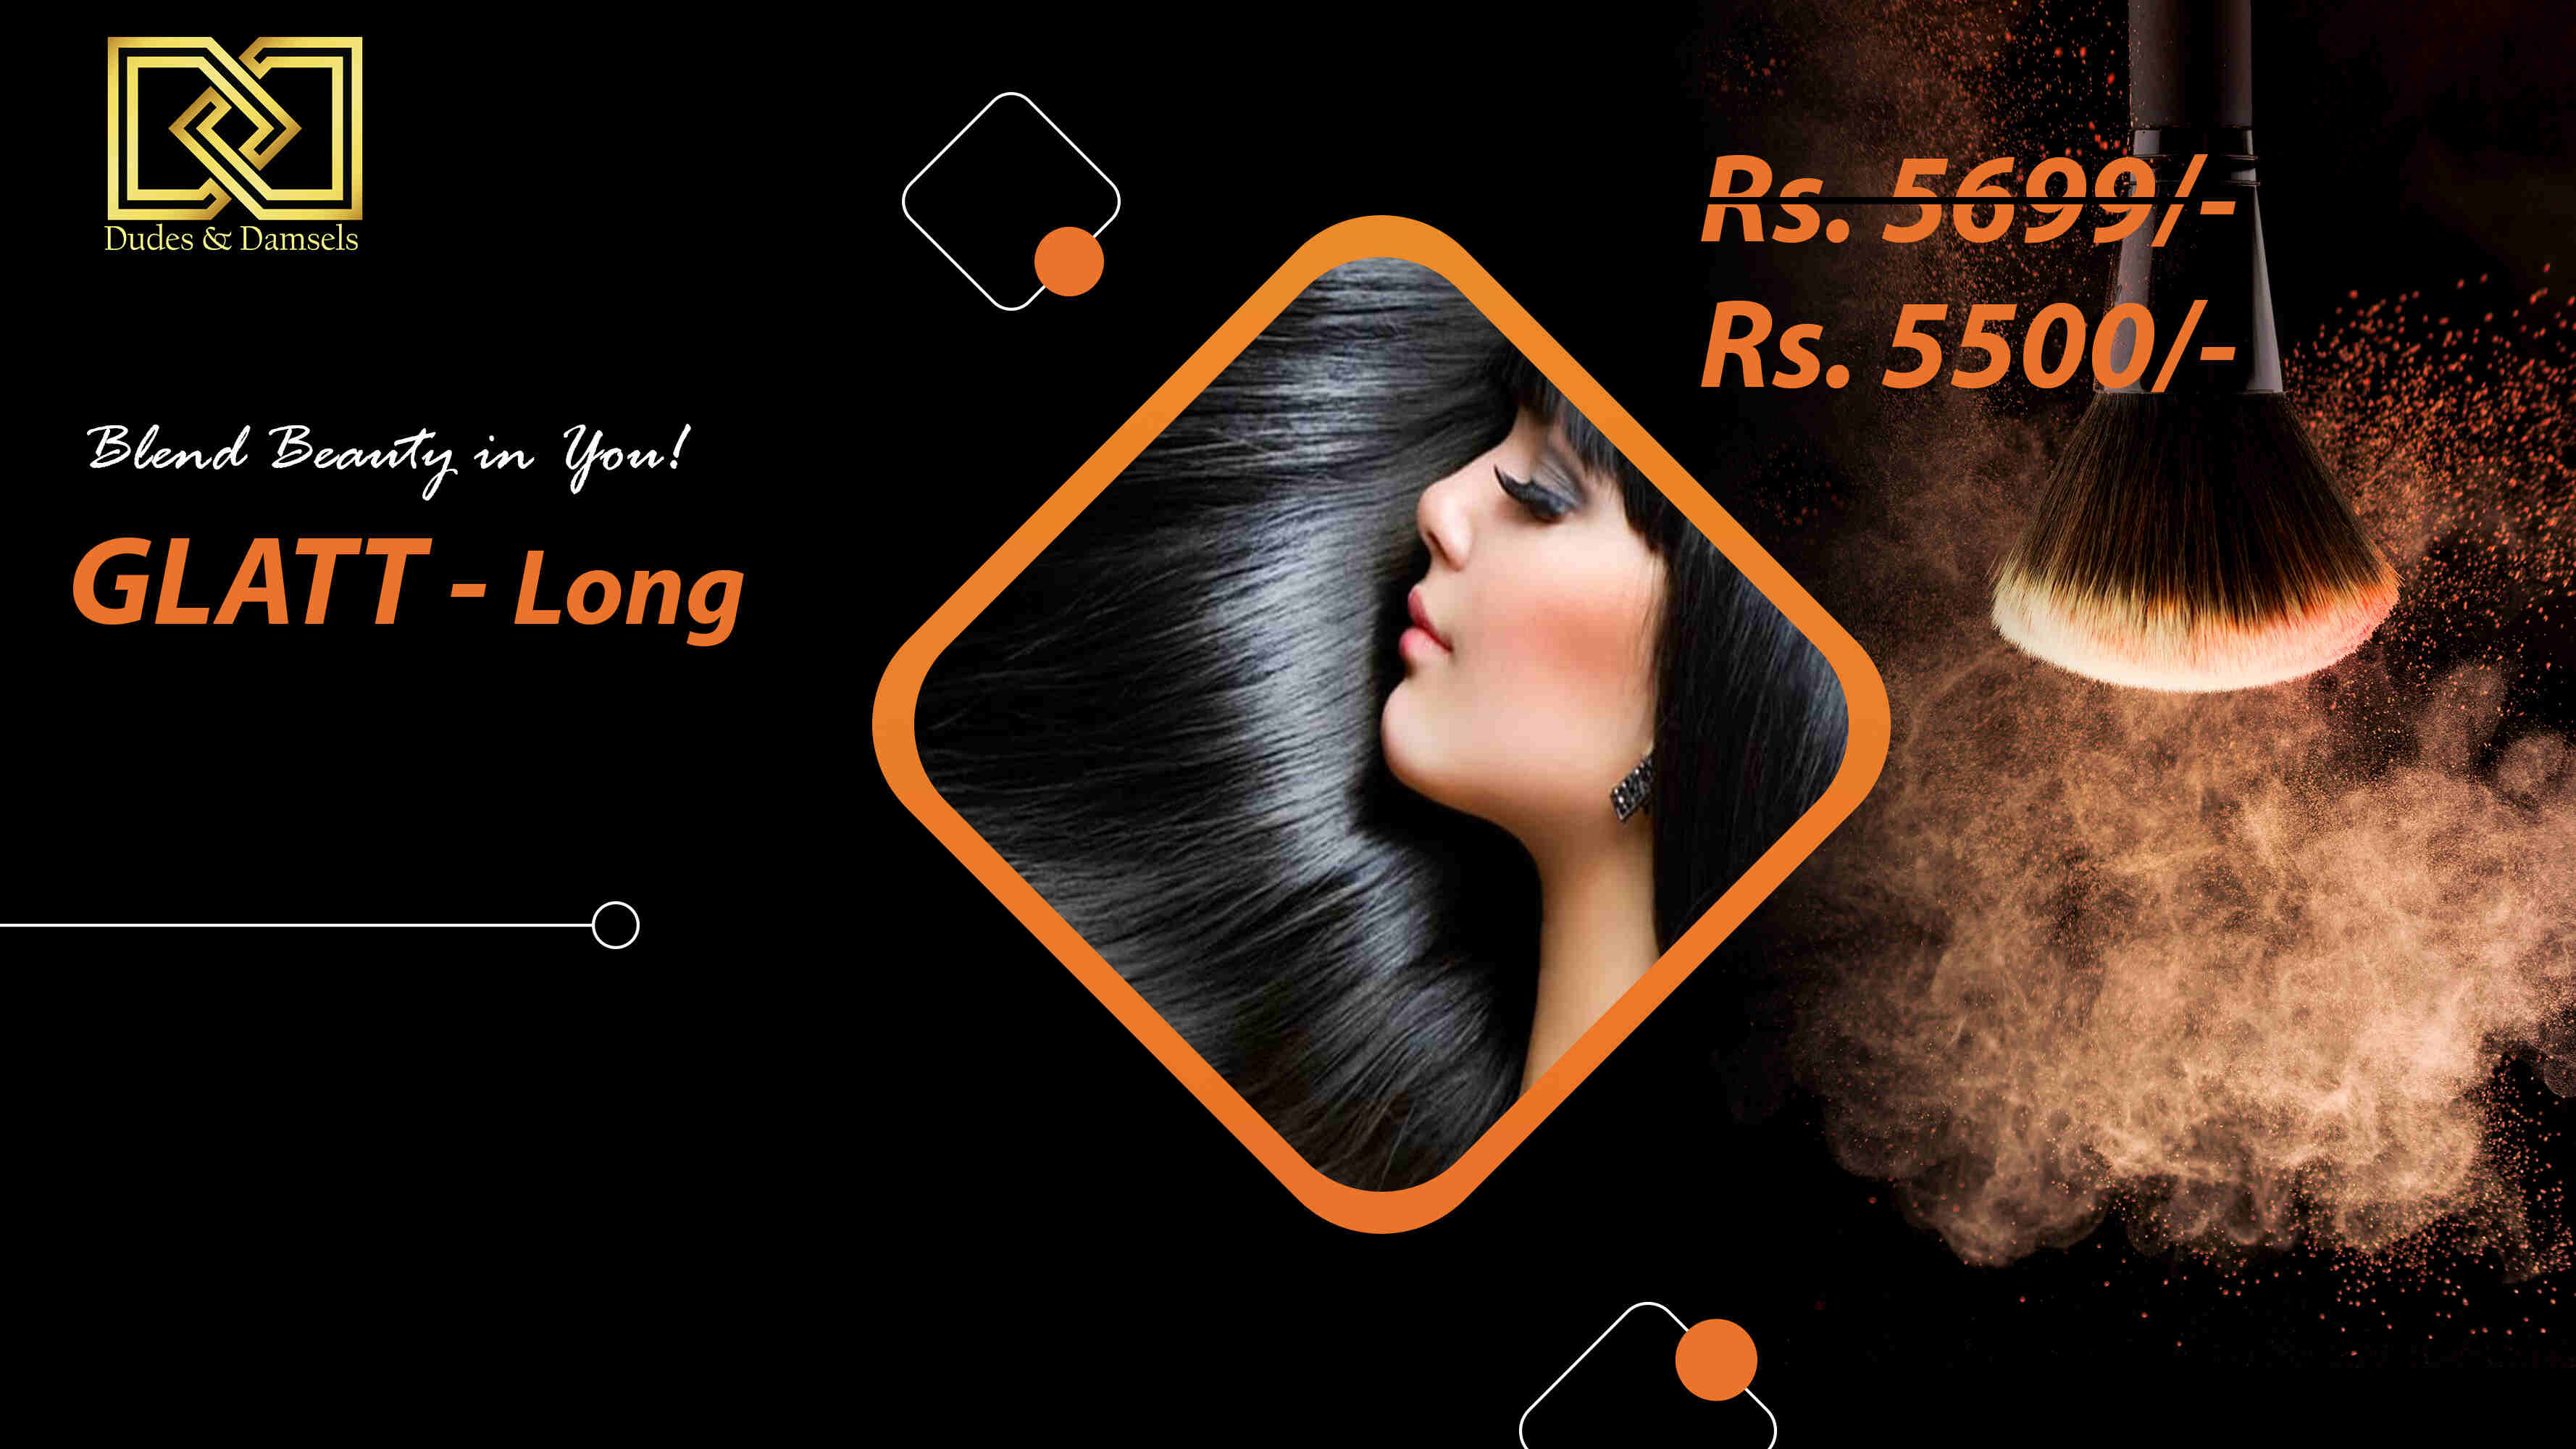 Dudes & Damsels
Blend Beauty in You!
GLATT - Long
Rs. 5699/-
Rs. 5500/-